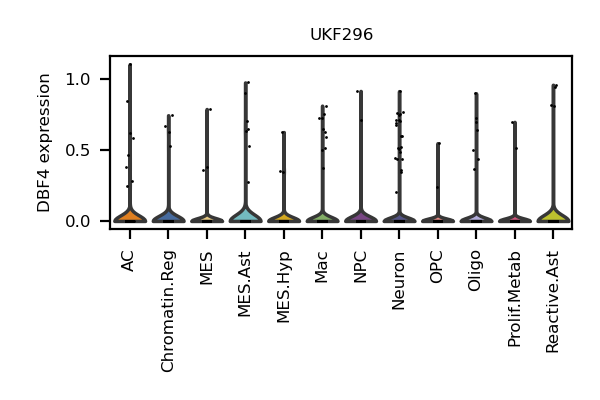 UKF296
DBF4 expression
1.0
0.5
0.0
AC
Chromatin.Reg
MES
MES.Ast
MES.Hyp
Mac
NPC
Neuron
OPC
Oligo
Prolif.Metab
Reactive.Ast